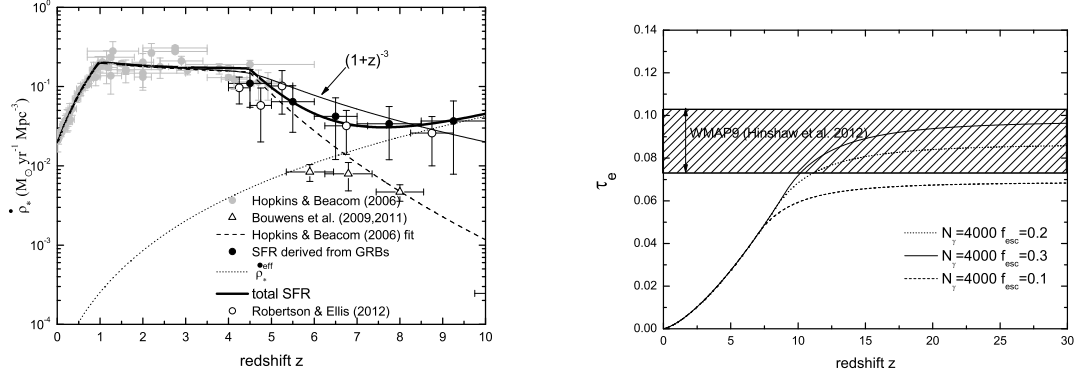 10⁰
10⁻¹
10⁻²
10⁻³
10⁻⁴
ρ̇* (M☉ yr⁻¹ Mpc⁻³)
(1+z)⁻³
Hopkins & Beacom (2006)
Bouwens et al. (2009,2011)
Hopkins & Beacom (2006) fit
SFR derived from GRBs
ρ̇*ᵉᶠᶠ
total SFR
Robertson & Ellis (2012)
0 1 2 3 4 5 6 7 8 9 10
redshift z
0.14
0.12
0.10
0.08
0.06
0.04
0.02
0.00
τe
WMAP9 (Hinshaw et al. 2012)
Nγ=4000 fesc=0.2
Nγ=4000 fesc=0.3
Nγ=4000 fesc=0.1
0 5 10 15 20 25 30
redshift z